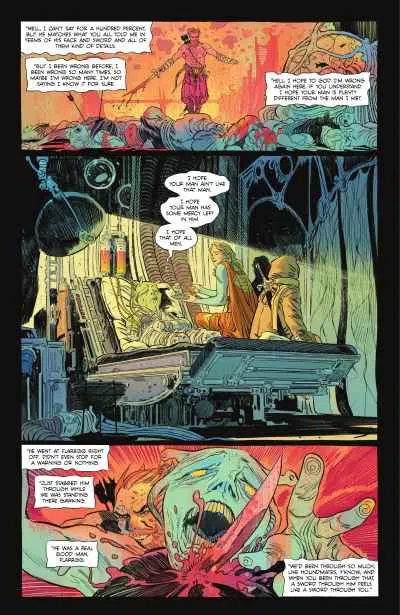 "WELL, I CAN'T SAY FOR A HUNDRED PERCENT,
BUT HE MATCHES WHAT YOU ALL TOLD ME IN
TEEMS OF HIS FACE AND SWORD AND ALL OF
THEM KIND OF DETAILS.
"BUT I BEEN WRONG BEFORE, I
BEEN WRONG SO MANY TIMES, SO
MAYBE I'M WRONG HERE. I'M NOT
SAYING I KNOW IT FOR SURE.
"HELL, I HOPE TO GOD I'M WRONG
AGAIN HERE. IF YOU UNDERSTAND
I HOPE YOUR MAN IS PLENTY
DIFFERENT FROM THE MAN I MET.
I HOPE
YOUR MAN AIN'T LIKE
THAT MAN.
I HOPE
YOUR MAN HAS
SOME MERCY LEFT
IN HIM.
I HOPE
THAT OF ALL
MEN.
"HE WENT AT FLARRIGS RIGHT
OFF. DIDN'T EVEN STOP FOR
A WARNING OR NOTHING.
"JUST STABBED HIM
THROUGH WHILE
WE WAS STANDING
THERE GAWKING.
"HE WAS A REAL
GOOD MAN,
FLARRIGS.
"WE'D BEEN THROUGH SO MUCH,
LIKE HOUNDMATES, Y'KNOW, AND
WHEN YOU BEEN THROUGH THAT
A SWORD THROUGH HIM FEELS
LIKE A SWORD THROUGH YOU."